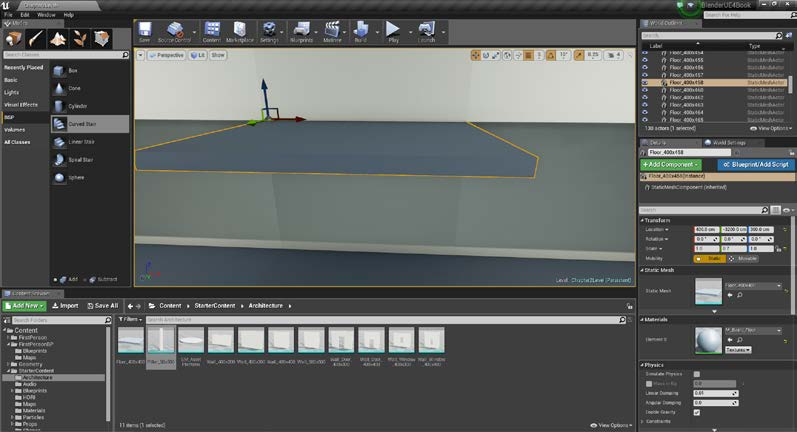 Chapter2Level
BlenderUE4Book
File Edit Window Help
Search For Help
Modes
Search Classes
Recently Placed
Basic
Lights
Visual Effects
BSP
Volumes
All Classes
Box
Cone
Cylinder
Curved Stair
Linear Stair
Spiral Stair
Sphere
Add Subtract
Save Source Control Content Marketplace Settings Blueprints Matinee Build Play Launch
Perspective Lit Show
10° 0.25 4
Level: Chapter2Level (Persistent)
World Outliner
Search...
Label Type
Floor_400x454 StaticMeshActor
Floor_400x455 StaticMeshActor
Floor_400x456 StaticMeshActor
Floor_400x457 StaticMeshActor
Floor_400x458 StaticMeshActor
Floor_400x460 StaticMeshActor
Floor_400x462 StaticMeshActor
Floor_400x463 StaticMeshActor
Floor_400x464 StaticMeshActor
Floor_400x465 StaticMeshActor
actors (1 selected) View Options
Details World Settings
Floor_400x458
+ Add Component Blueprint/Add Script
Floor_400x458(Instance)
StaticMeshComponent (Inherited)
Search
Transform
Location 400.0 cm -3200.0 cm 300.0 cm
Rotation 0.0° 0.0° 0.0°
Scale 1.0 0.7 1.0
Mobility Static Movable
Static Mesh
Static Mesh Floor_400x400
Materials
Element 0 M_Basic_Floor
Textures
Physics
Simulate Physics
Mass in Kg 0.0
Linear Damping 0.01
Angular Damping 0.0
Enable Gravity
Constraints
Content Browser
Add New Import Save All Content StarterContent Architecture
Search Folders
Filters Search Architecture
Content
FirstPerson
FirstPersonBP
Blueprints
Maps
Geometry
StarterContent
Architecture
Audio
Blueprints
HDRI
Maps
Materials
Particles
Props
Floor_400x400 Pillar_50x500 SM_Asset Platform Wall_400x200 Wall_400x300 Wall_400x400 Wall_500x500 Wall_Door_400x300 Wall_Door_400x400 Wall_Window_400x300 Wall_Window_400x400
11 items (1 selected) View Options